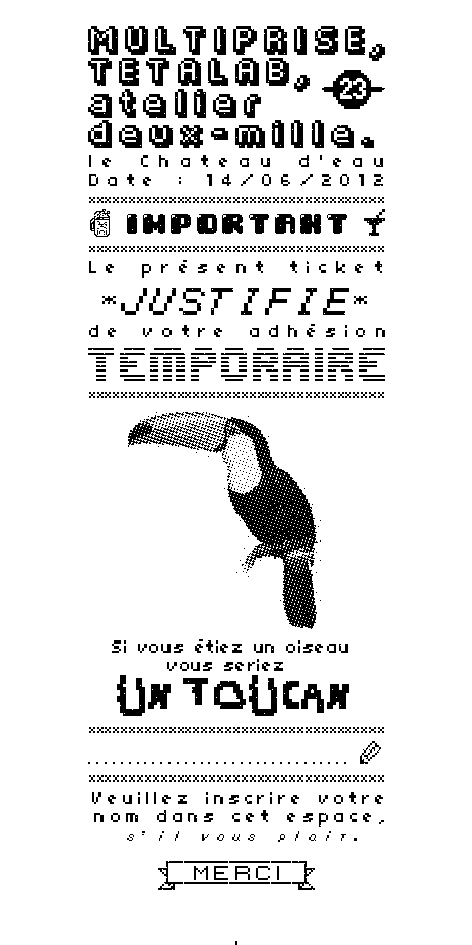 MULTIPRISE,
TETALAB,
23
atelier
deux-mille.
le Chateau d'eau
Date : 14/06/2012
IMPORTANT
Le présent ticket
*JUSTIFIE*
de votre adhésion
TEMPORAIRE
Si vous étiez un oiseau
vous seriez
UN TOUCAN
Veuillez inscrire votre
nom dans cet espace,
s'il vous plait.
MERCI